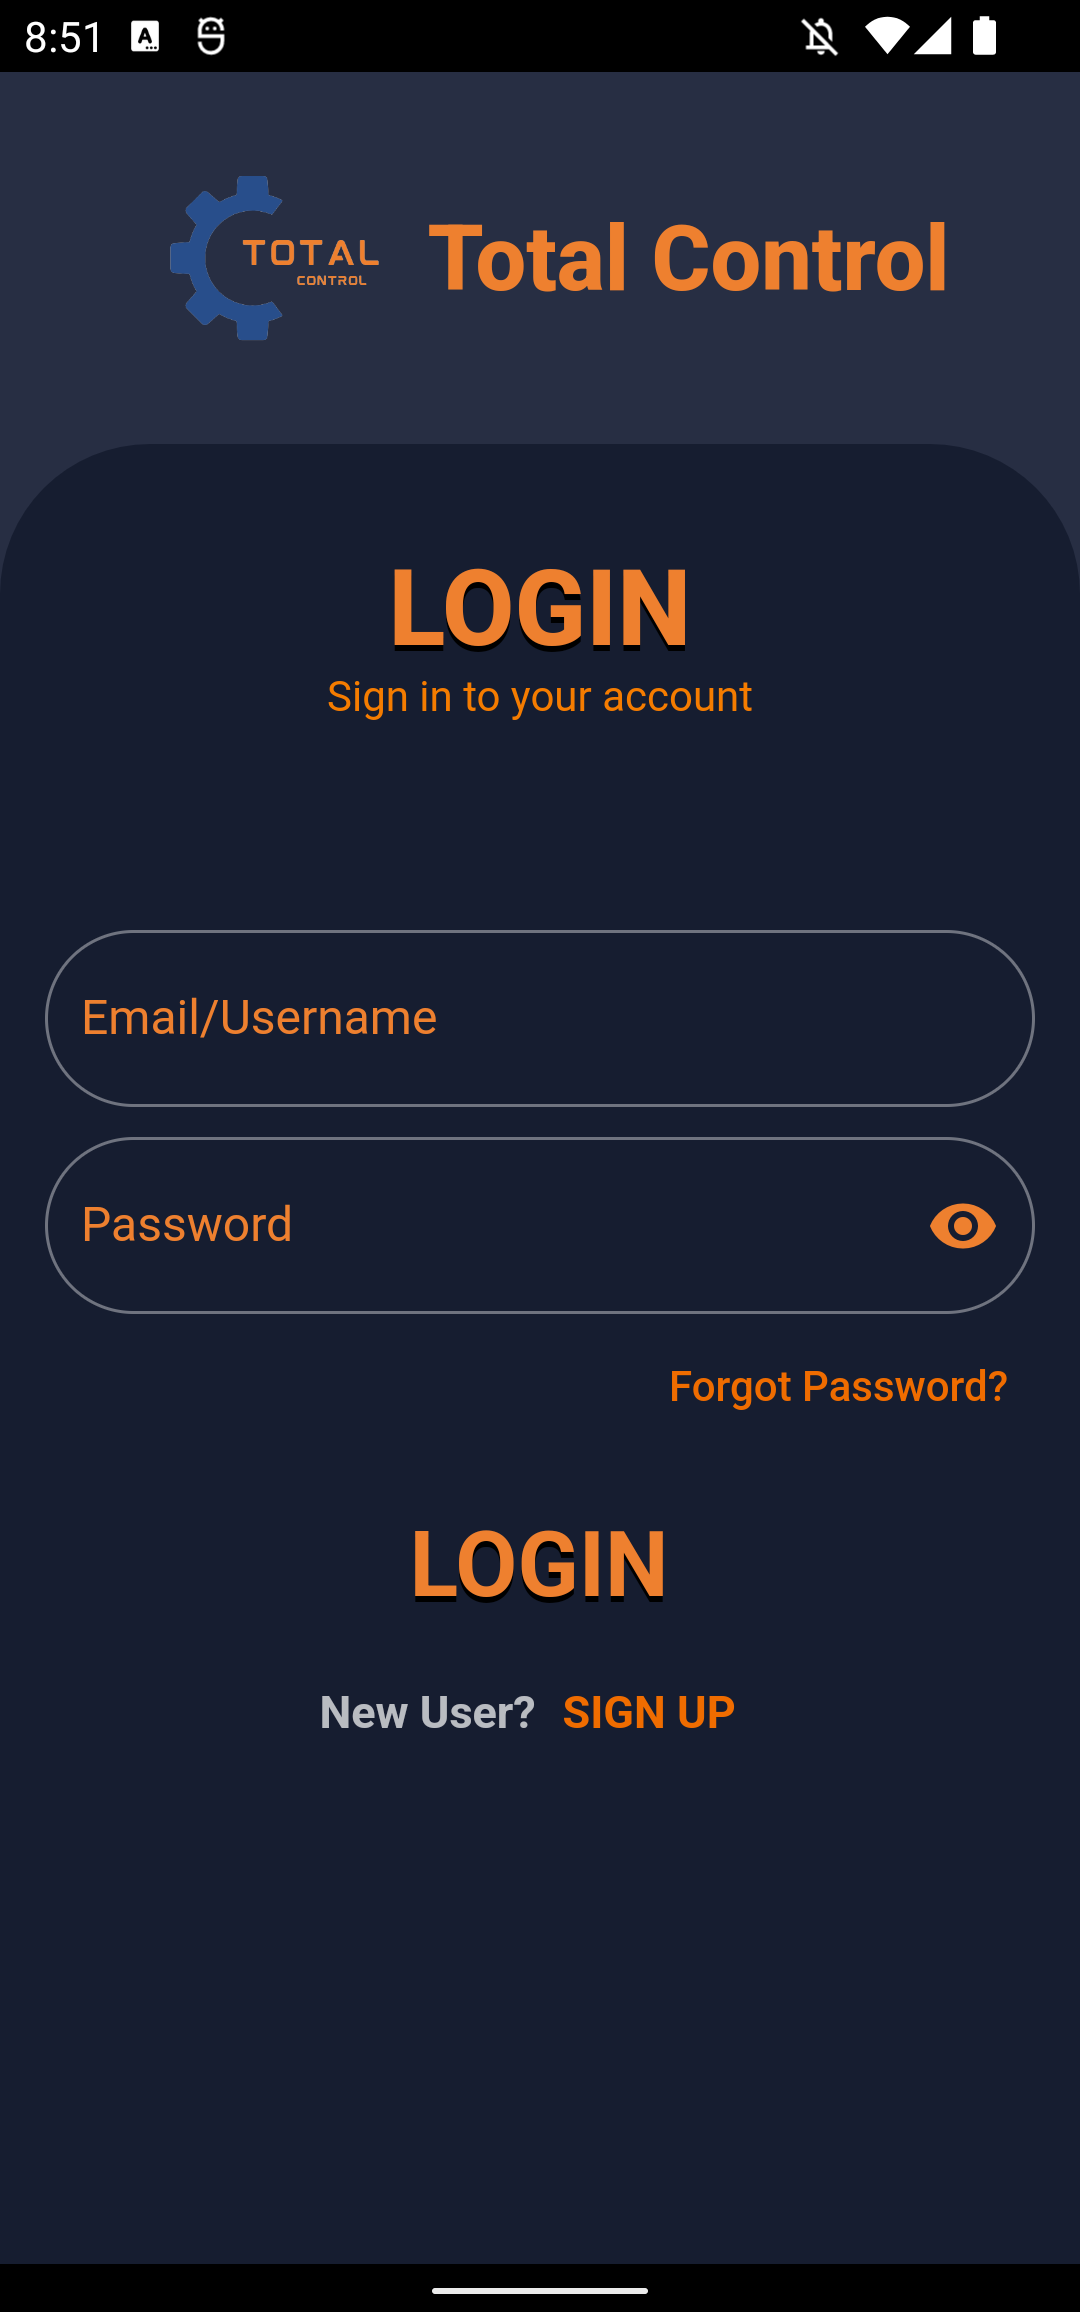 8:51
TOTAL
CONTROL
Total Control
LOGIN
Sign in to your account
Email/Username
Password
Forgot Password?
LOGIN
New User? SIGN UP